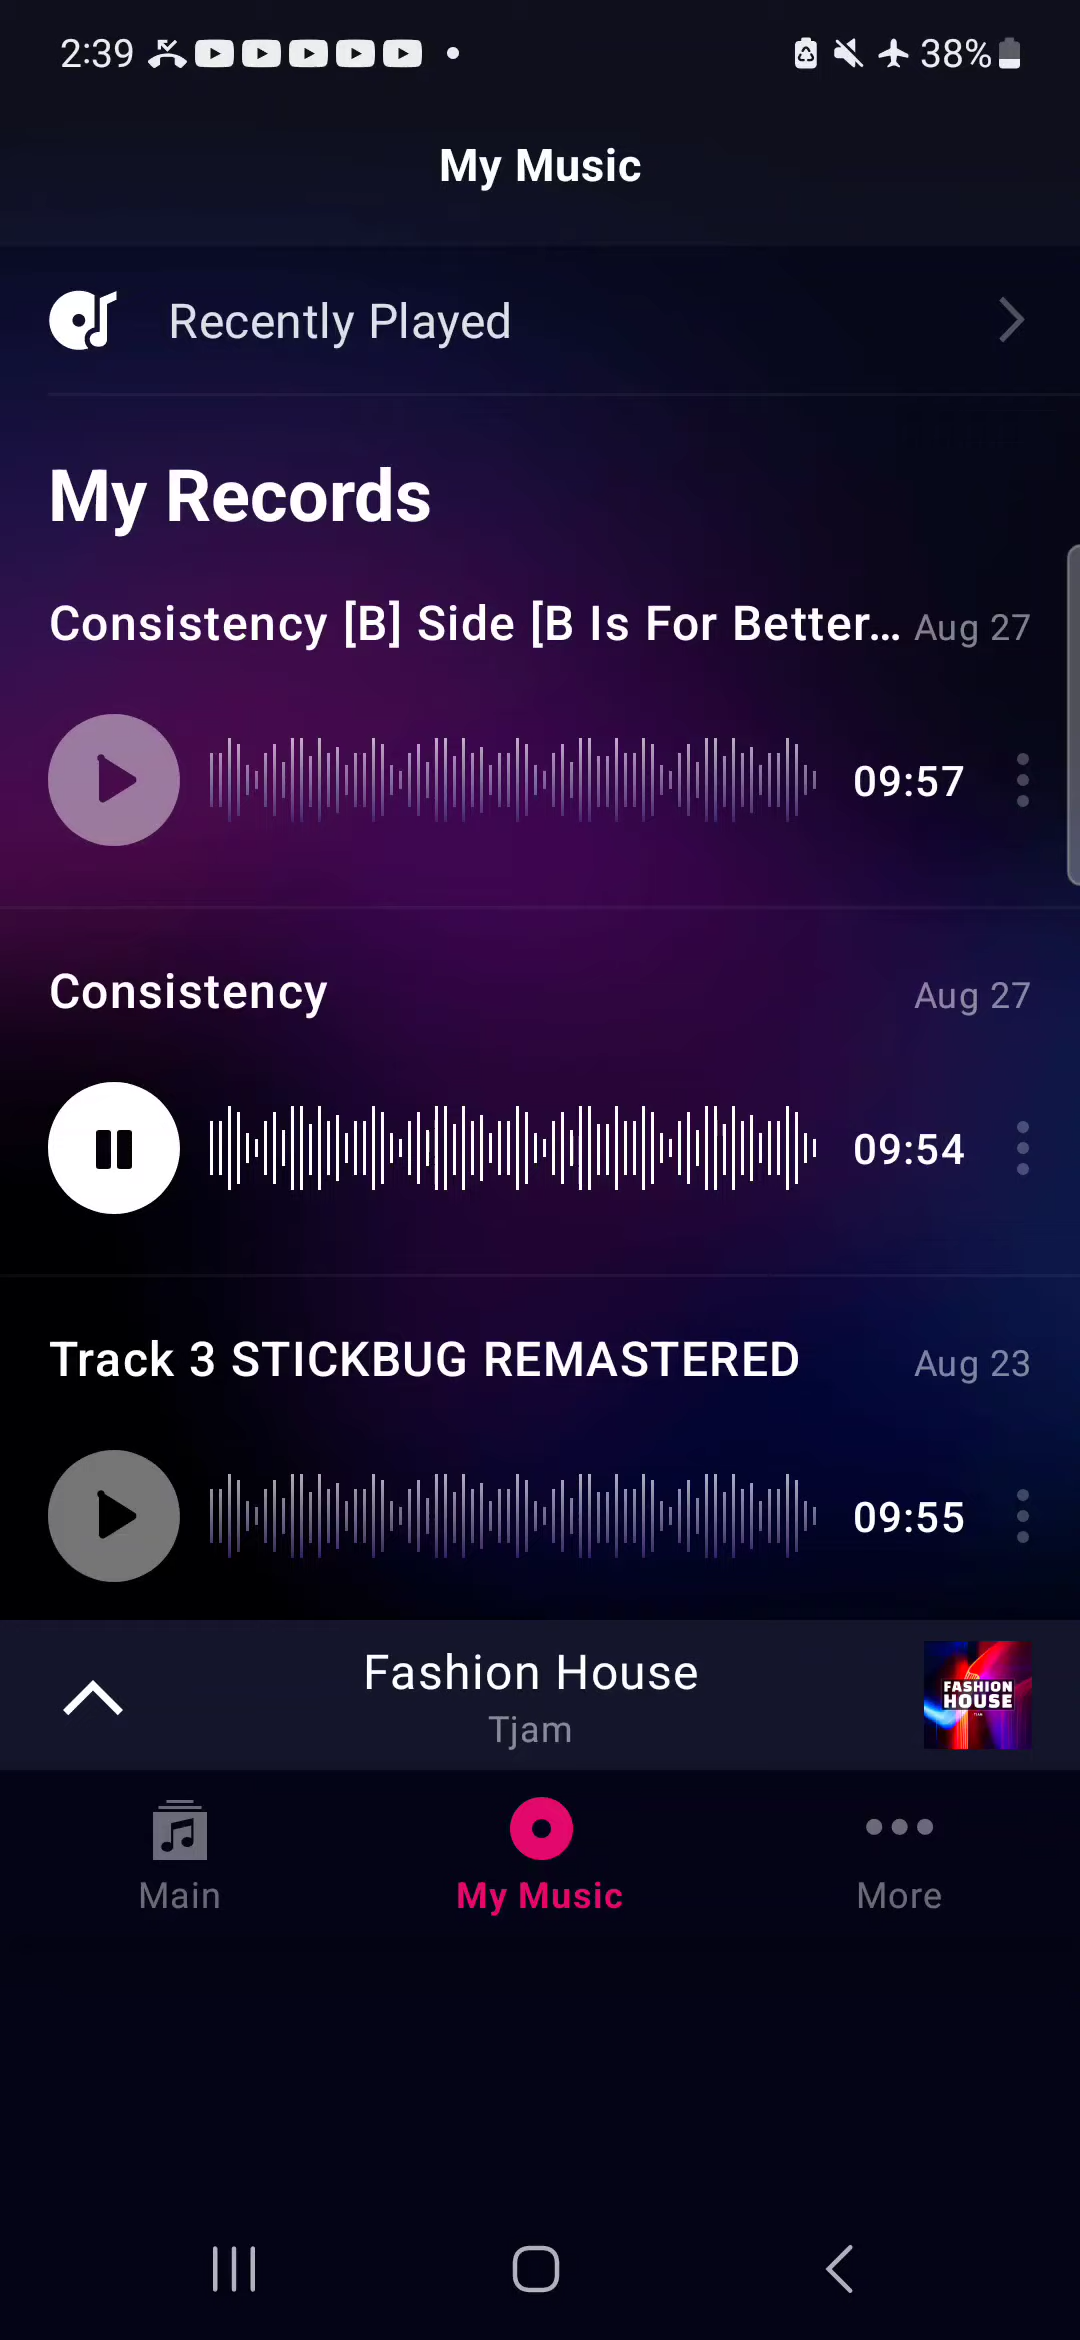 2:39
38%
My Music
Recently Played
My Records
Consistency [B] Side [B Is For Better... Aug 27
09:57
Consistency Aug 27
09:54
Track 3 STICKBUG REMASTERED Aug 23
09:55
Fashion House
Tjam
FASHION
HOUSE
Main
My Music
More